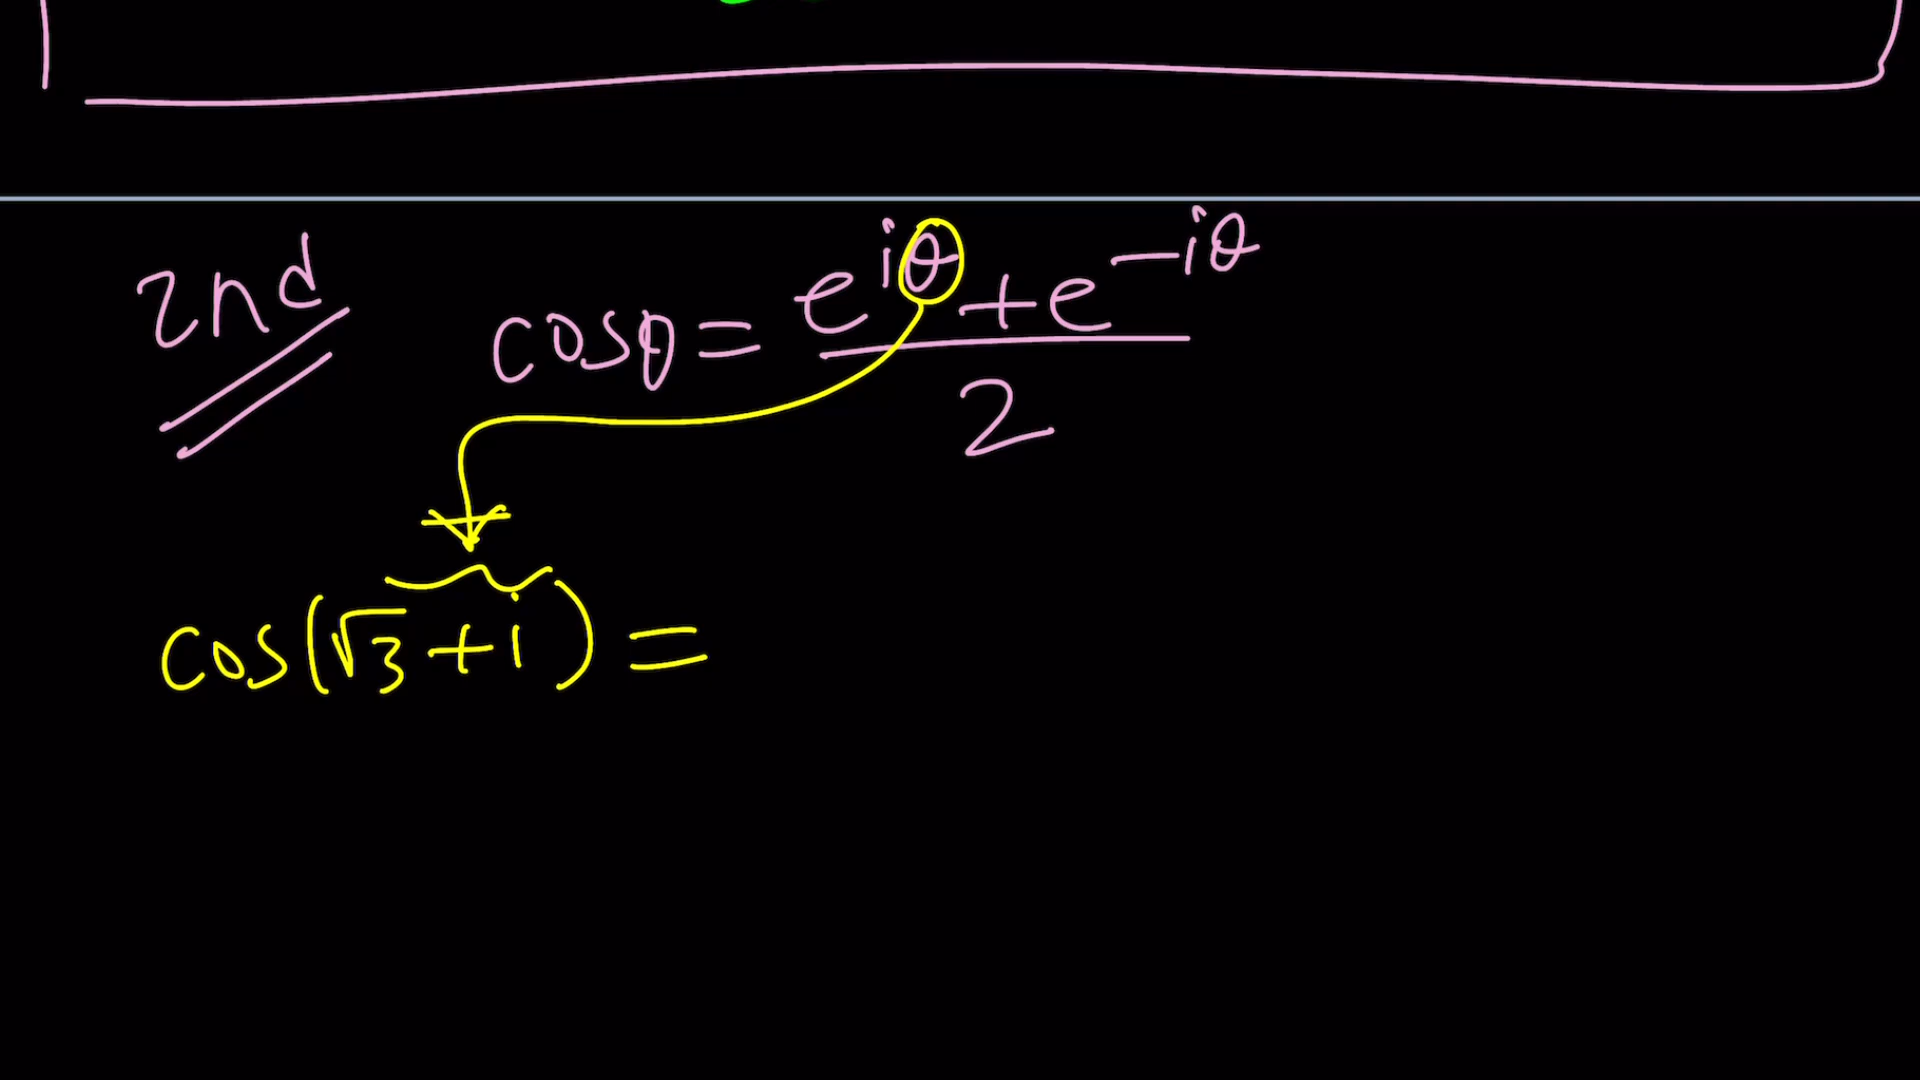 2nd cosθ = e^{iθ} + e^{-iθ} / 2
cos(√3 + i) =